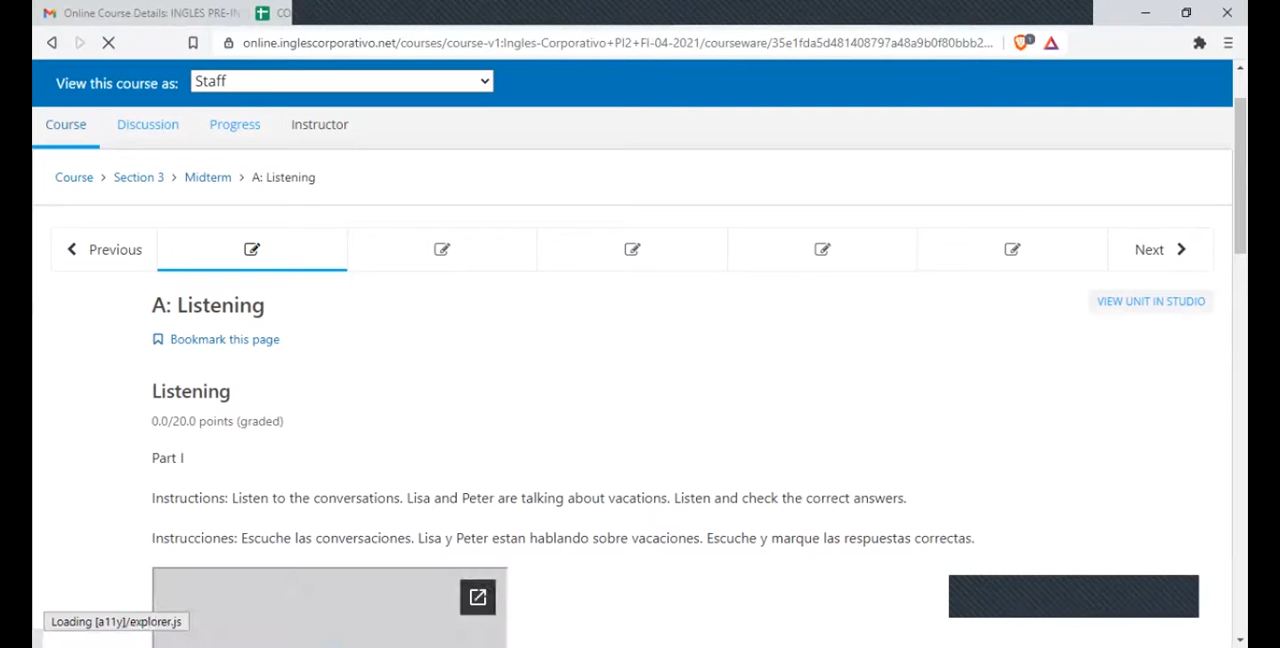 Online Course Details: INGLES PRE-IN CO
online.inglescorporativo.net/courses/course-v1:Ingles-Corporativo+PI2+FI-04-2021/courseware/35e1fda5d481408797a48a9b0f80bbb2...
View this course as: Staff
Course Discussion Progress Instructor
Course > Section 3 > Midterm > A: Listening
Previous Next
A: Listening
VIEW UNIT IN STUDIO
Bookmark this page
Listening
0.0/20.0 points (graded)
Part I
Instructions: Listen to the conversations. Lisa and Peter are talking about vacations. Listen and check the correct answers.
Instrucciones: Escuche las conversaciones. Lisa y Peter estan hablando sobre vacaciones. Escuche y marque las respuestas correctas.
Loading [a11y]/explorer.js